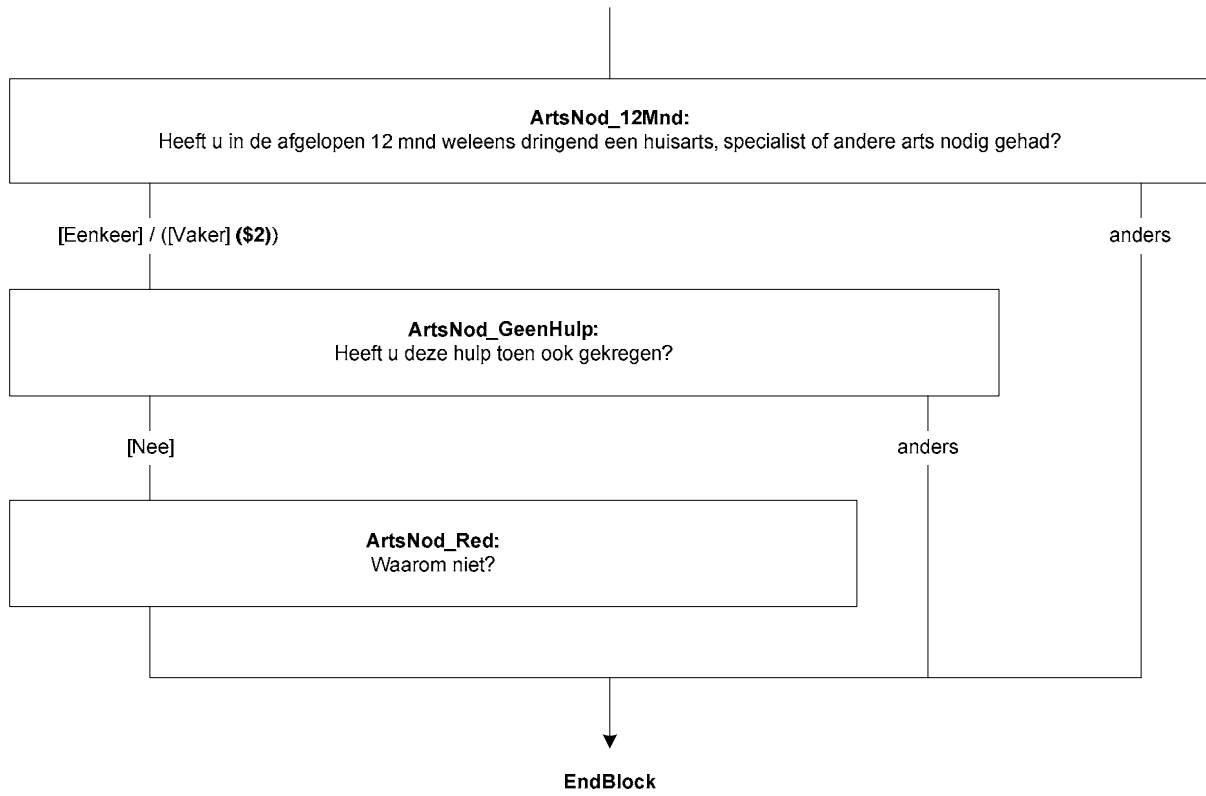 ArtsNod_12Mnd:
Heeft u in de afgelopen 12 mnd weleens dringend een huisarts, specialist of andere arts nodig gehad?
[Eenkeer] / ([Vaker] ($2))
anders
ArtsNod_GeenHulp:
Heeft u deze hulp toen ook gekregen?
[Nee]
anders
ArtsNod_Red:
Waarom niet?
EndBlock